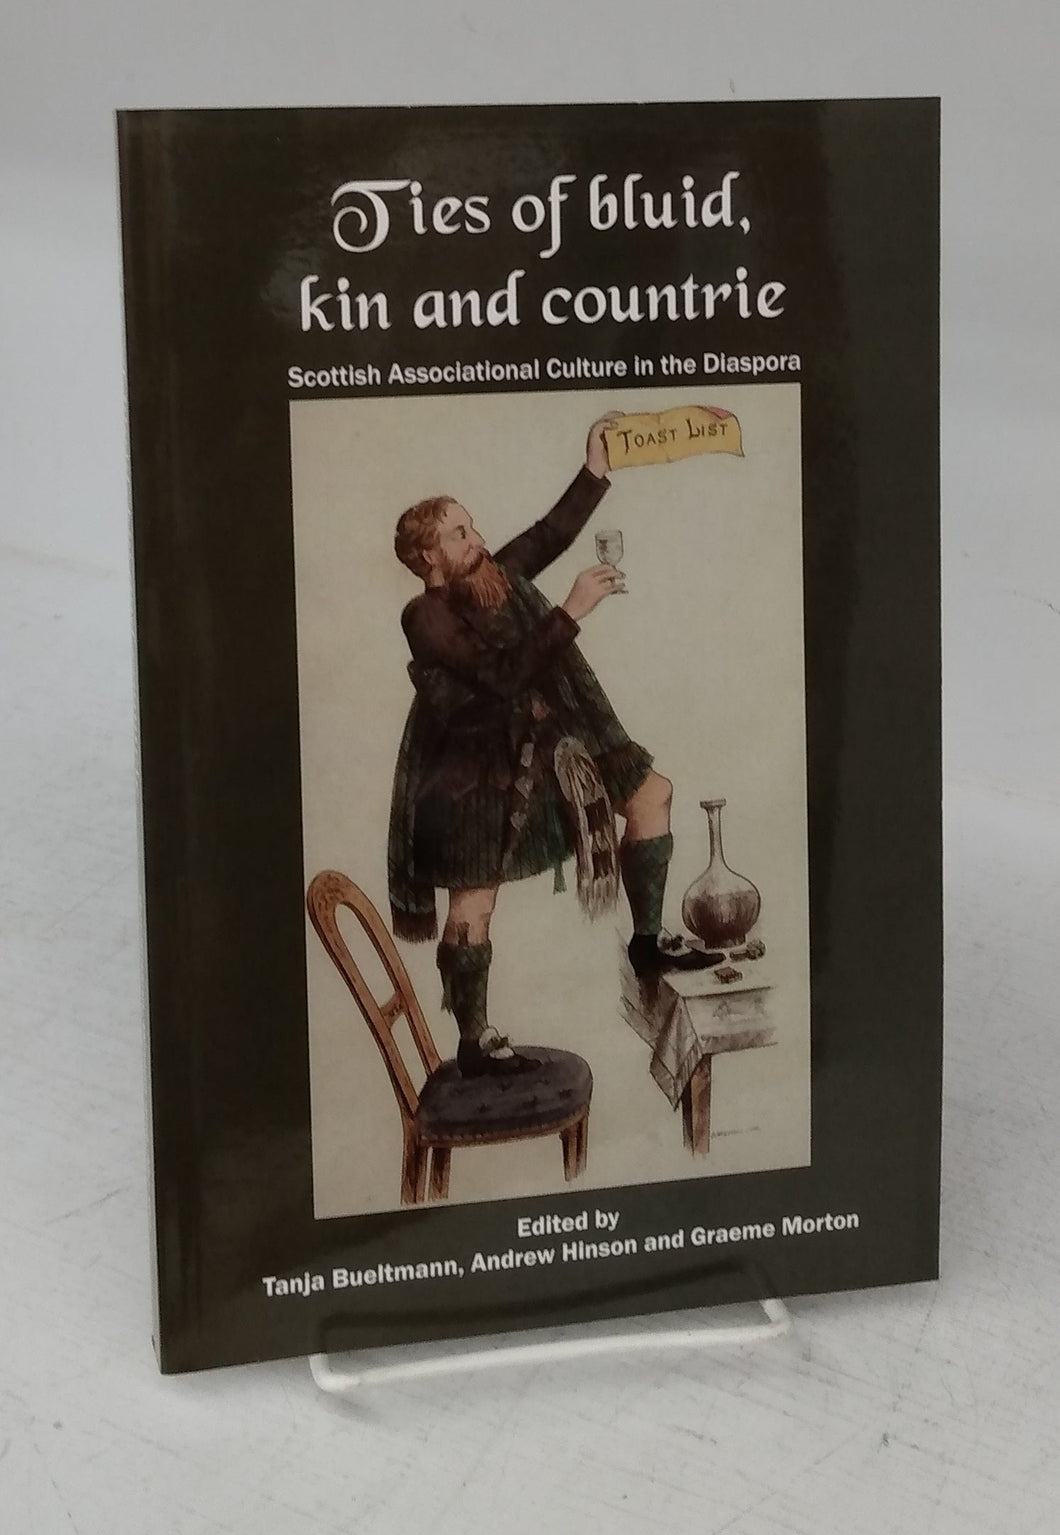 Ties of bluid,
kin and countrie
Scottish Associational Culture in the Diaspora
TOAST LIST
Edited by
Tanja Bueltmann, Andrew Hinson and Graeme Morton